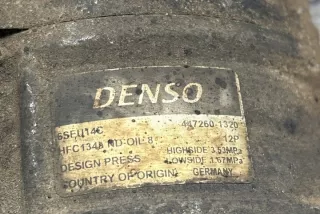 DENSO
6SEU14C 447260-1320
HFC134a ND-OIL 8 12P
DESIGN PRESS HIGHSIDE 3.53MPa
LOWSIDE 1.67MPa
COUNTRY OF ORIGIN GERMANY